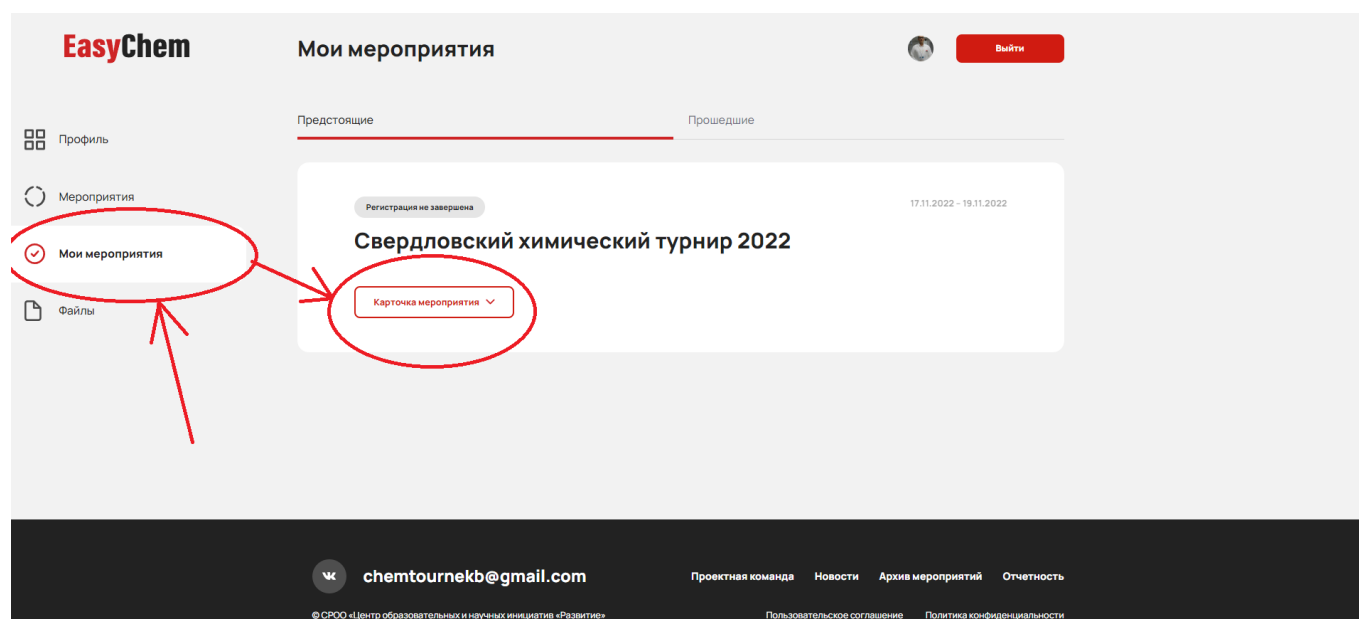 EasyChem
Мои мероприятия
Выйти
Профиль
Мероприятия
Мои мероприятия
Файлы
Предстоящие
Прошедшие
Регистрация не завершена
17.11.2022 - 19.11.2022
Свердловский химический турнир 2022
Карточка мероприятия
chemtournekb@gmail.com
Проектная команда Новости Архив мероприятий Отчетность
© СРОО «Центр образовательных и научных инициатив «Развитие»
Пользовательское соглашение Политика конфиденциальности